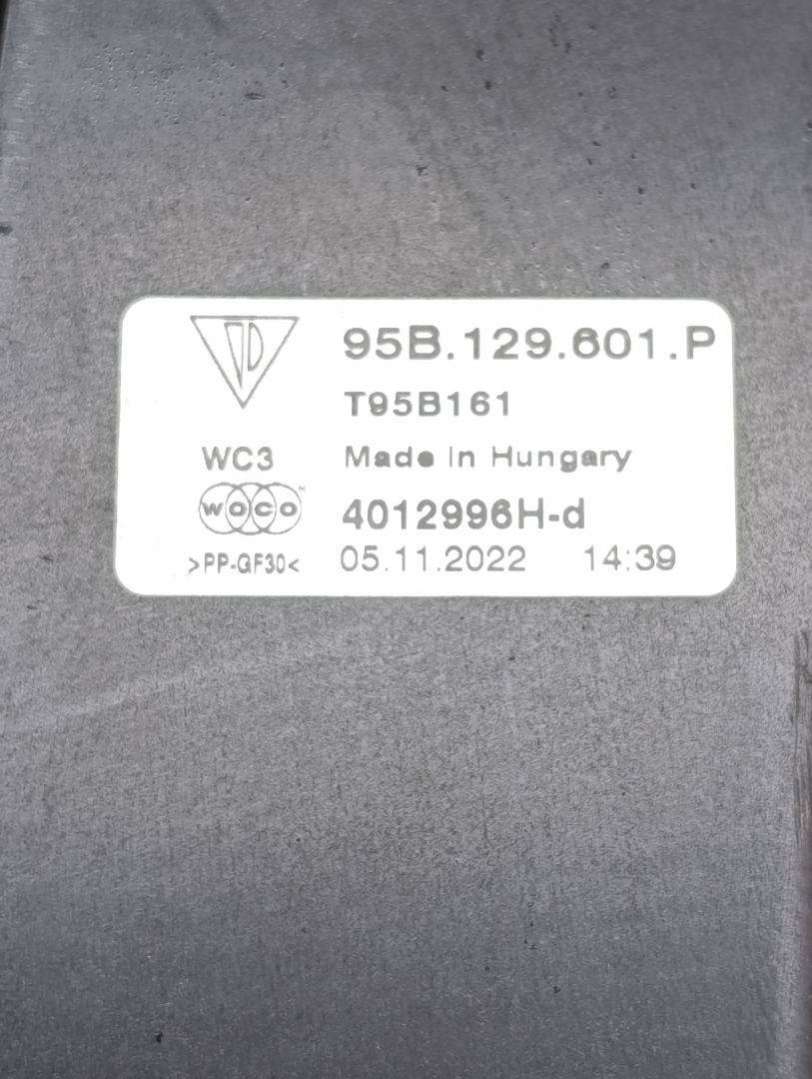 95B.129.601.P
T95B161
WC3 Made In Hungary
woco 4012996H-d
>PP-GF30< 05.11.2022 14:39